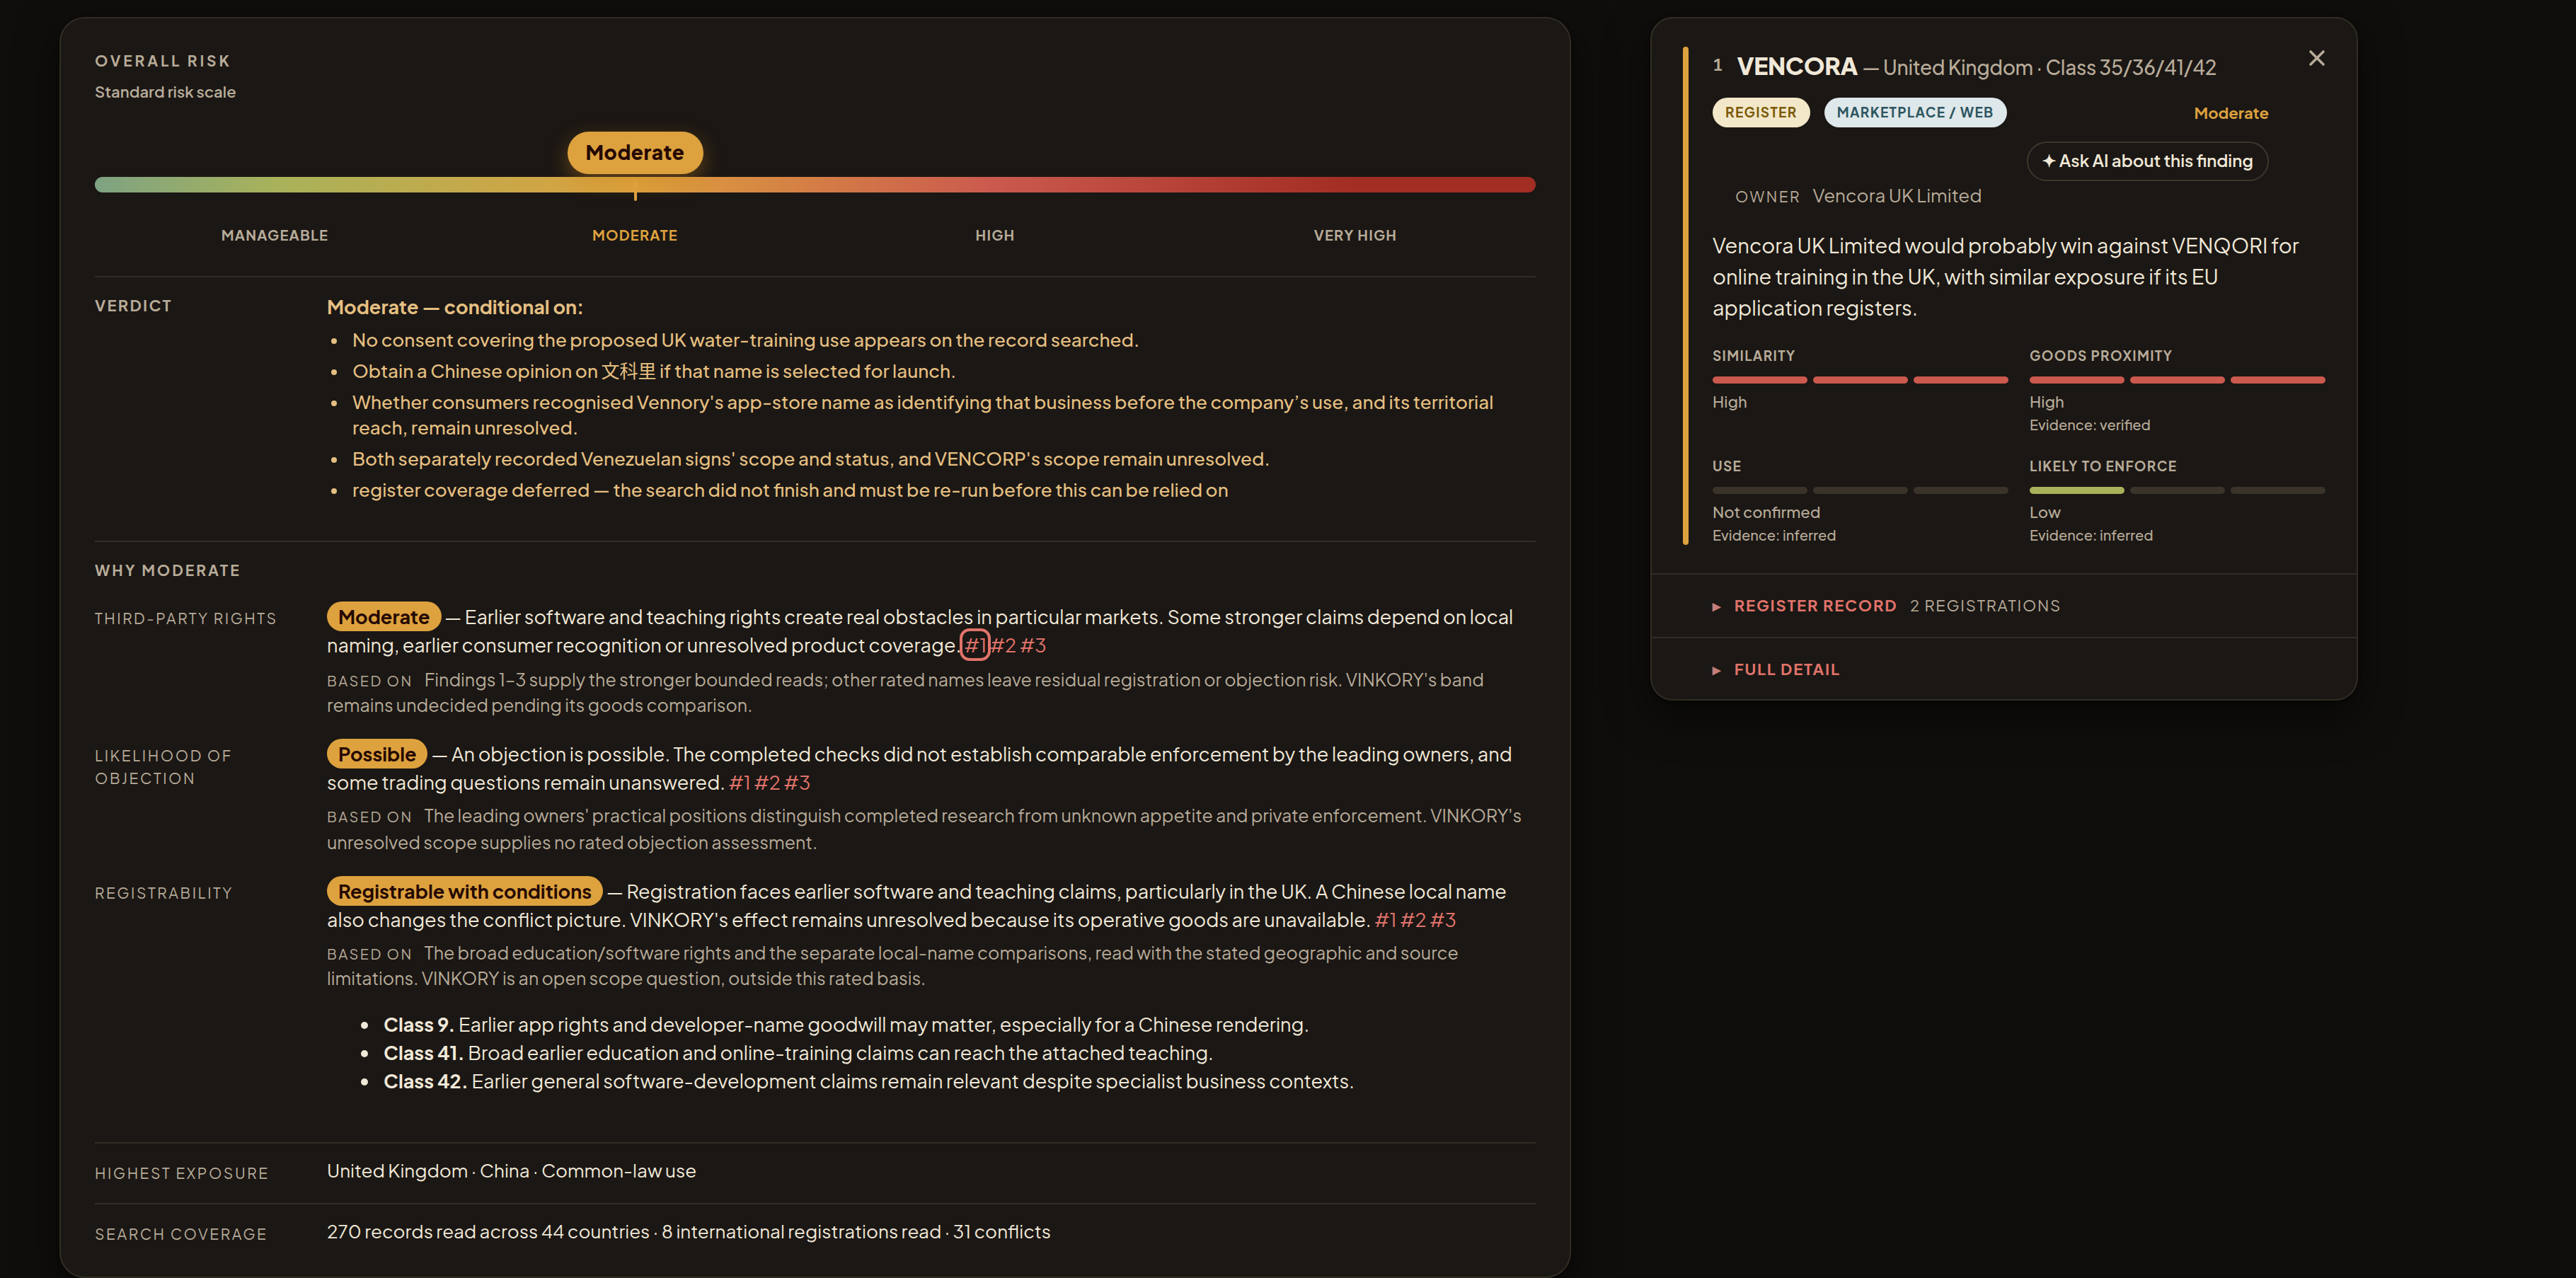 OVERALL RISK
Standard risk scale
Moderate
MANAGEABLE
MODERATE
HIGH
VERY HIGH
VERDICT
Moderate — conditional on:
• No consent covering the proposed UK water-training use appears on the record searched.
• Obtain a Chinese opinion on 文科里 if that name is selected for launch.
• Whether consumers recognised Vennory's app-store name as identifying that business before the company’s use, and its territorial
reach, remain unresolved.
• Both separately recorded Venezuelan signs' scope and status, and VENCORP's scope remain unresolved.
• register coverage deferred — the search did not finish and must be re-run before this can be relied on
WHY MODERATE
THIRD-PARTY RIGHTS
Moderate — Earlier software and teaching rights create real obstacles in particular markets. Some stronger claims depend on local
naming, earlier consumer recognition or unresolved product coverage. #1 #2 #3
BASED ON Findings 1–3 supply the stronger bounded reads; other rated names leave residual registration or objection risk. VINKORY's band
remains undecided pending its goods comparison.
LIKELIHOOD OF
OBJECTION
Possible — An objection is possible. The completed checks did not establish comparable enforcement by the leading owners, and
some trading questions remain unanswered. #1 #2 #3
BASED ON The leading owners' practical positions distinguish completed research from unknown appetite and private enforcement. VINKORY's
unresolved scope supplies no rated objection assessment.
REGISTRABILITY
Registrable with conditions — Registration faces earlier software and teaching claims, particularly in the UK. A Chinese local name
also changes the conflict picture. VINKORY's effect remains unresolved because its operative goods are unavailable. #1 #2 #3
BASED ON The broad education/software rights and the separate local-name comparisons, read with the stated geographic and source
limitations. VINKORY is an open scope question, outside this rated basis.
• Class 9. Earlier app rights and developer-name goodwill may matter, especially for a Chinese rendering.
• Class 41. Broad earlier education and online-training claims can reach the attached teaching.
• Class 42. Earlier general software-development claims remain relevant despite specialist business contexts.
HIGHEST EXPOSURE
United Kingdom · China · Common-law use
SEARCH COVERAGE
270 records read across 44 countries · 8 international registrations read · 31 conflicts
1 VENCORA — United Kingdom · Class 35/36/41/42
REGISTER
MARKETPLACE / WEB
Moderate
✦ Ask AI about this finding
OWNER Vencora UK Limited
Vencora UK Limited would probably win against VENQORI for
online training in the UK, with similar exposure if its EU
application registers.
SIMILARITY
High
GOODS PROXIMITY
High
Evidence: verified
USE
Not confirmed
Evidence: inferred
LIKELY TO ENFORCE
Low
Evidence: inferred
▶ REGISTER RECORD 2 REGISTRATIONS
▶ FULL DETAIL